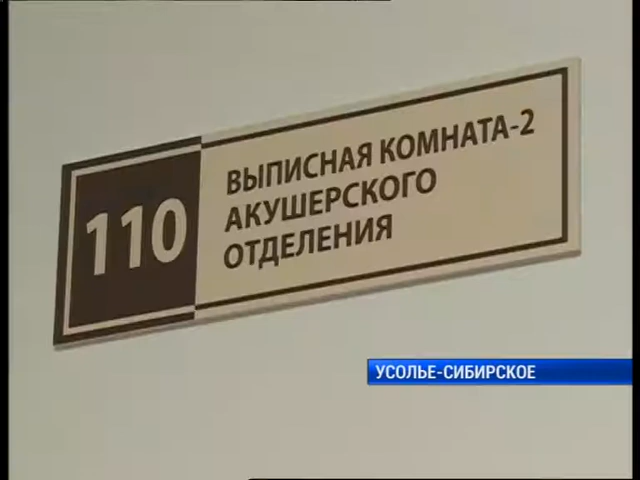 110
ВЫПИСНАЯ КОМНАТА-2
АКУШЕРСКОГО
ОТДЕЛЕНИЯ
УСОЛЬЕ-СИБИРСКОЕ